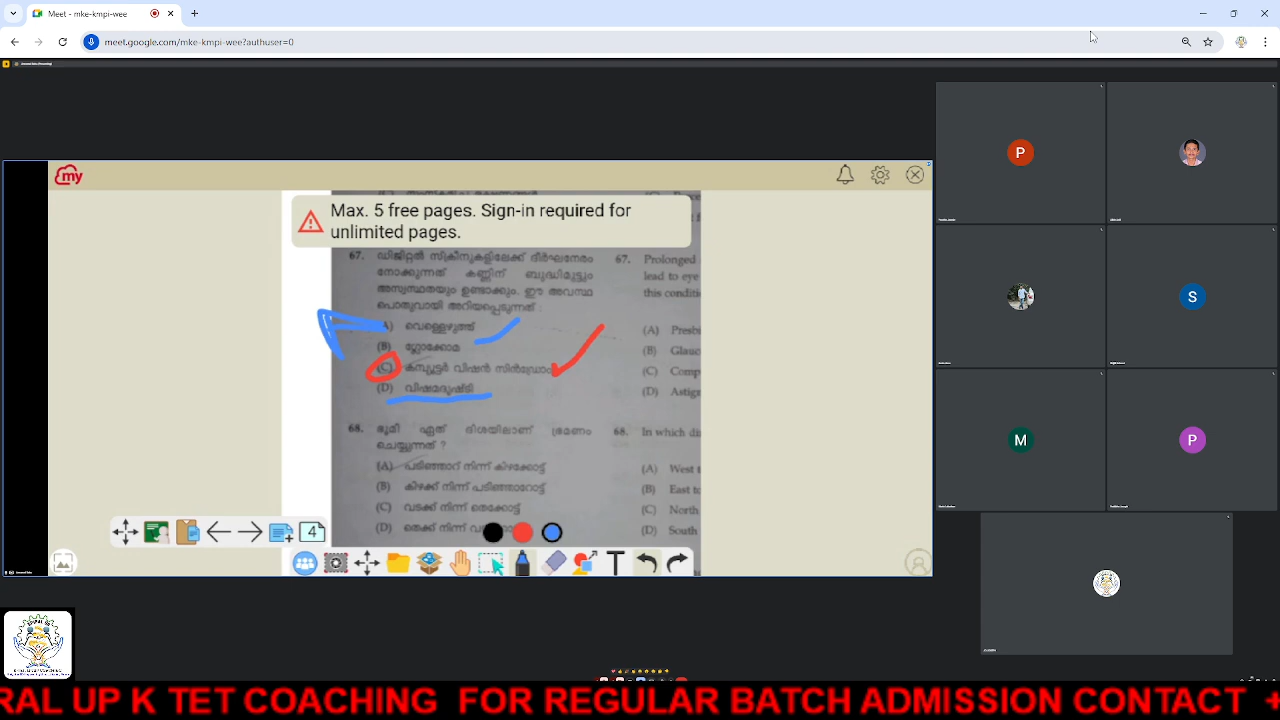 Meet - mke-kmpi-wee
meet.google.com/mke-kmpi-wee?authuser=0
my
Max. 5 free pages. Sign-in required for
unlimited pages.
67. ഡിജിറ്റൽ സ്ക്രീനുകളിലേക്ക് ദീർഘനേരം
നോക്കുന്നത് കണ്ണിന് ബുദ്ധിമുട്ടും
അസ്വസ്ഥതയും ഉണ്ടാക്കും. ഈ അവസ്ഥ
പൊതുവായി അറിയപ്പെടുന്നത് :
(A) വെള്ളെഴുത്ത്
(B) ഗ്ലോക്കോമ
(C) കമ്പ്യൂട്ടർ വിഷൻ സിൻഡ്രോം
(D) വിഷമദൃഷ്ടി
68. ഭൂമി ഏത് ദിശയിലാണ് ഭ്രമണം
ചെയ്യുന്നത് ?
(A) പടിഞ്ഞാറ് നിന്ന് കിഴക്കോട്ട്
(B) കിഴക്ക് നിന്ന് പടിഞ്ഞാറോട്ട്
(C) വടക്ക് നിന്ന് തെക്കോട്ട്
(D) തെക്ക് നിന്ന്
67. Prolonged
lead to eye
this conditi
(A) Presbi
(B) Glauc
(C) Comp
(D) Astig
68. In which di
(A) West
(B) East
(C) North
(D) South
4
P
S
M
P
RAL UP K TET COACHING FOR REGULAR BATCH ADMISSION CONTACT +